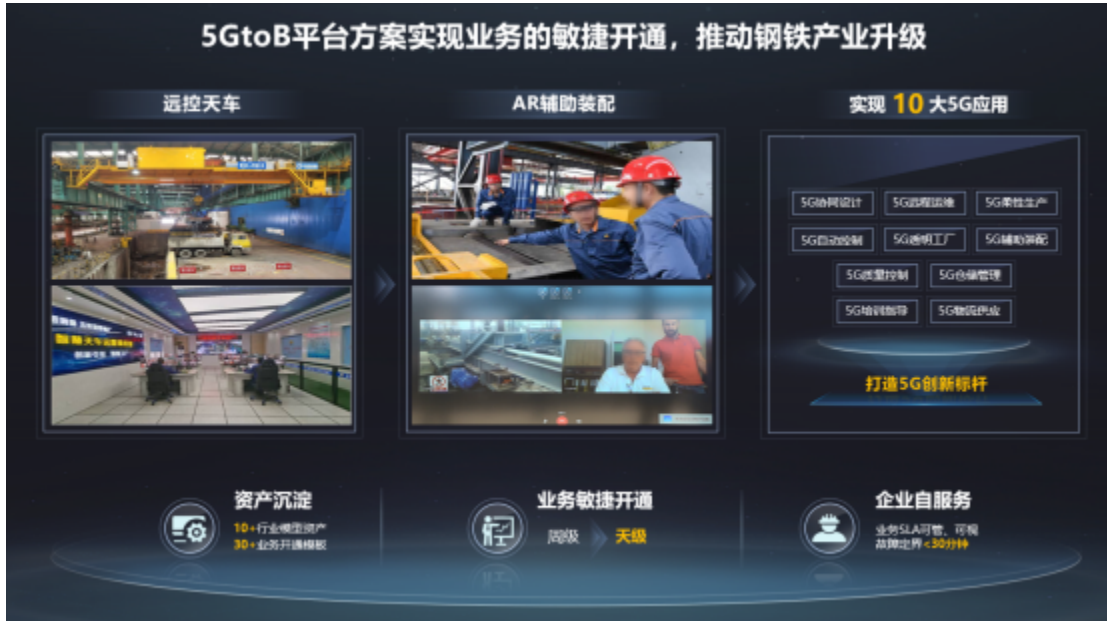 5GtoB平台方案实现业务的敏捷开通，推动钢铁产业升级
远控天车
AR辅助装配
实现 10 大5G应用
5G协同设计
5G远程运维
5G柔性生产
5G自动控制
5G透明工厂
5G辅助装配
5G质量控制
5G仓储管理
5G培训指导
5G物流供应
打造5G创新标杆
资产沉淀
10+行业模型资产
30+业务开通模板
业务敏捷开通
周级
天级
企业自服务
业务SLA可管、可视
故障定界<30分钟